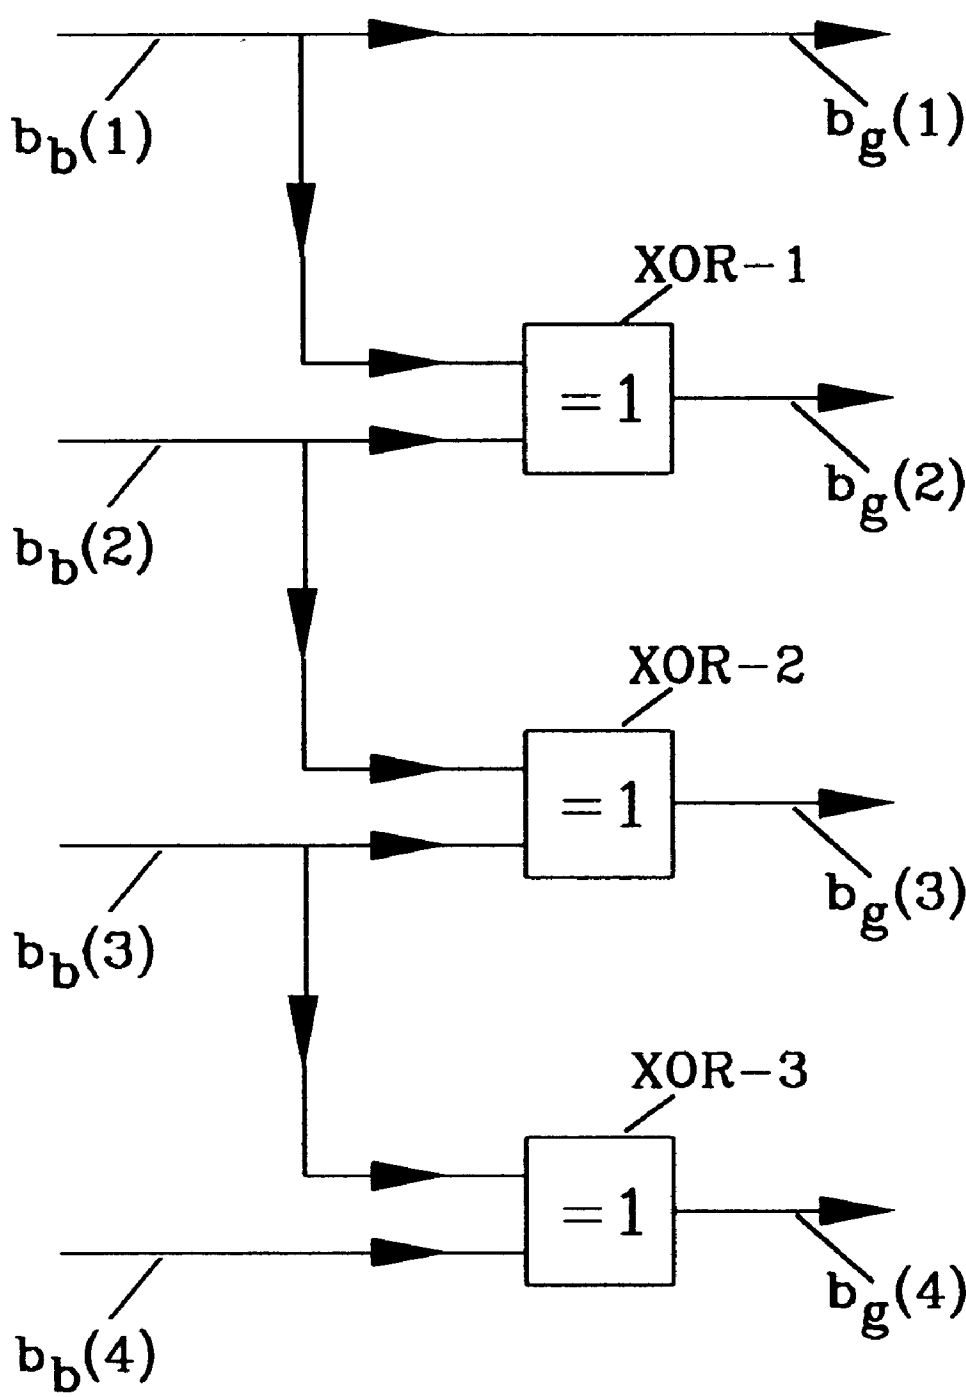 b_b(1)
b_g(1)
XOR-1
=1
b_b(2)
b_g(2)
XOR-2
=1
b_b(3)
b_g(3)
XOR-3
=1
b_b(4)
b_g(4)